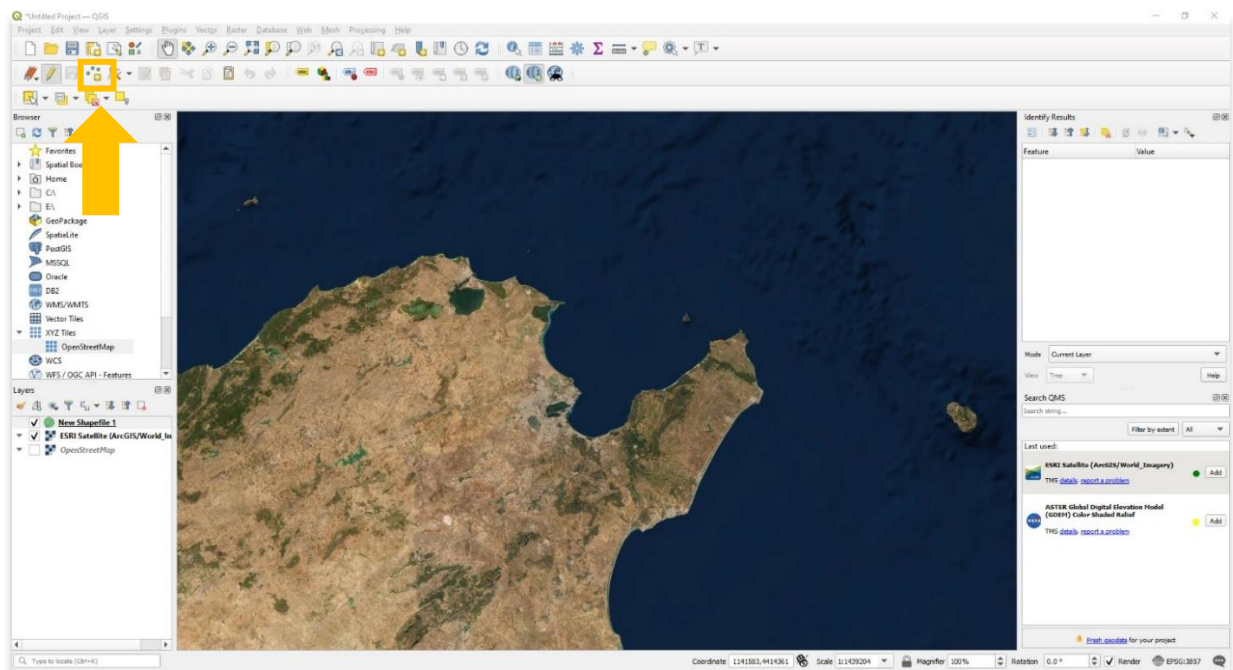 *Untitled Project — QGIS
Project Edit View Layer Settings Plugins Vector Raster Database Web Mesh Processing Help
Browser
Favorites
Spatial Boo
Home
C:\
E:\
GeoPackage
SpatiaLite
PostGIS
MSSQL
Oracle
DB2
WMS/WMTS
Vector Tiles
XYZ Tiles
OpenStreetMap
WCS
WFS / OGC API - Features
Layers
New Shapefile 1
ESRI Satellite (ArcGIS/World_In
OpenStreetMap
Identify Results
Feature Value
Mode Current Layer
View Tree Help
Search QMS
Search string...
Filter by extent All
Last used:
ESRI Satellite (ArcGIS/World_Imagery)
TMS details, report a problem
Add
ASTER Global Digital Elevation Model
(GDEM) Color Shaded Relief
TMS details, report a problem
Add
Fresh geodata for your project
Type to locate (Ctrl+K)
Coordinate 1141583,4414361 Scale 1:1439204 Magnifier 100% Rotation 0.0 ° Render EPSG:3857